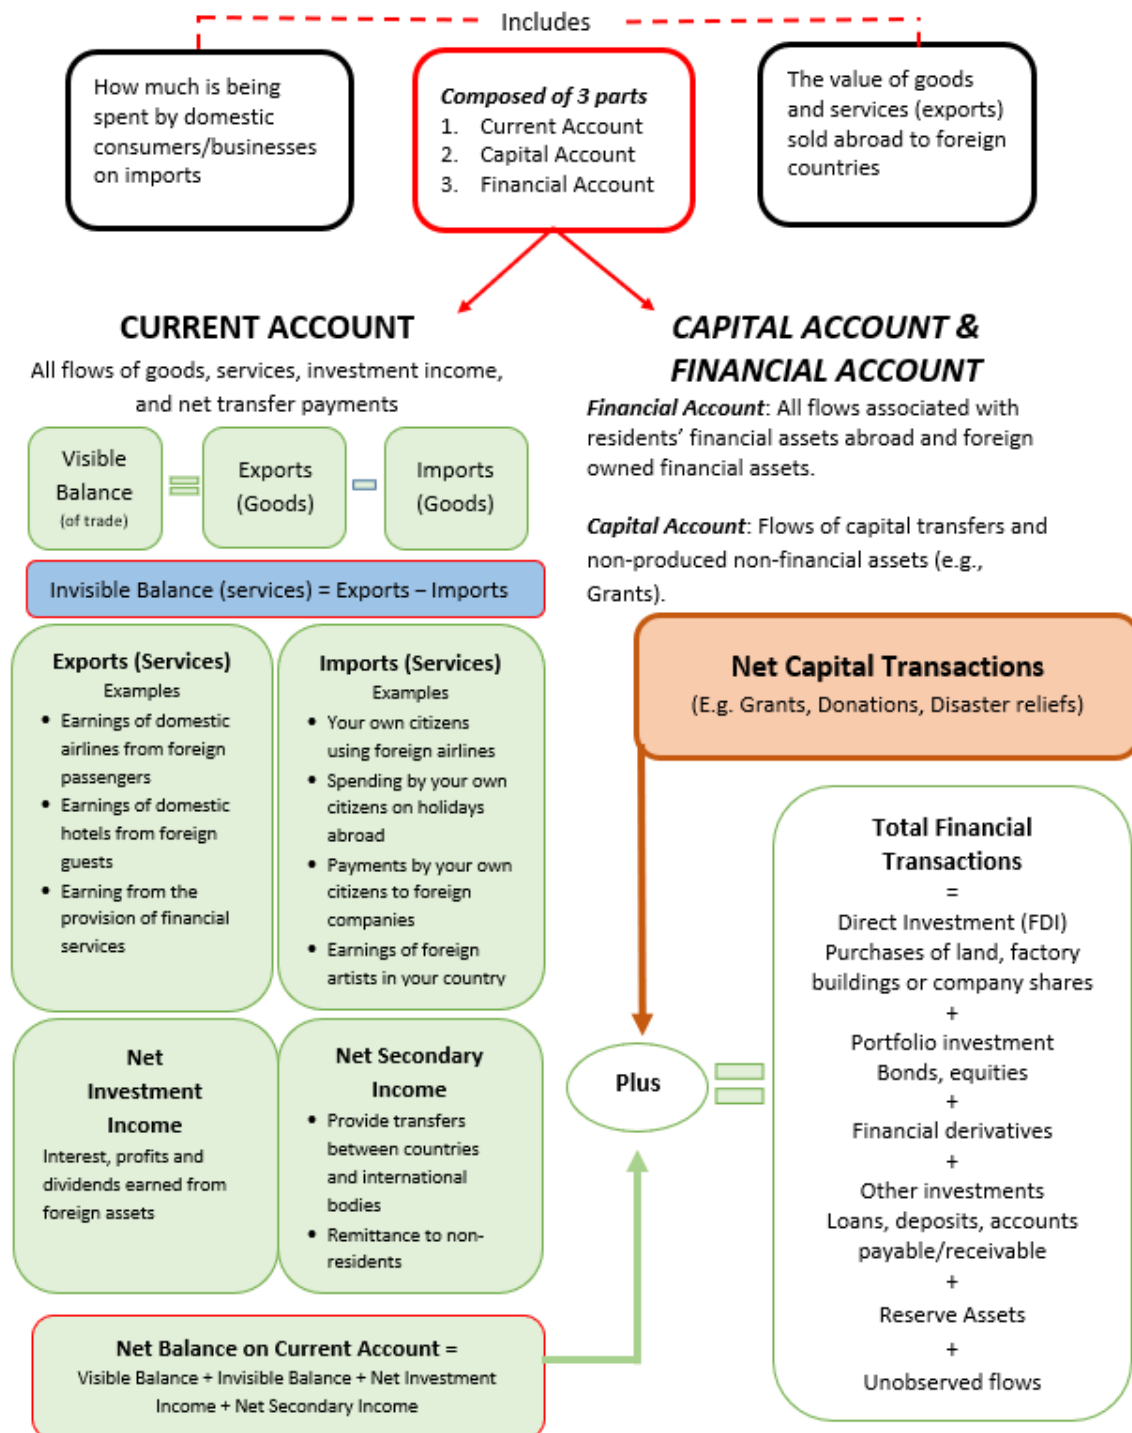 Includes
How much is being
spent by domestic
consumers/businesses
on imports
Composed of 3 parts
1. Current Account
2. Capital Account
3. Financial Account
The value of goods
and services (exports)
sold abroad to foreign
countries
CURRENT ACCOUNT
All flows of goods, services, investment income,
and net transfer payments
Visible
Balance
(of trade)
=
Exports
(Goods)
-
Imports
(Goods)
Invisible Balance (services) = Exports – Imports
Exports (Services)
Examples
• Earnings of domestic
airlines from foreign
passengers
• Earnings of domestic
hotels from foreign
guests
• Earning from the
provision of financial
services
Imports (Services)
Examples
• Your own citizens
using foreign airlines
• Spending by your own
citizens on holidays
abroad
• Payments by your own
citizens to foreign
companies
• Earnings of foreign
artists in your country
Net
Investment
Income
Interest, profits and
dividends earned from
foreign assets
Net Secondary
Income
• Provide transfers
between countries
and international
bodies
• Remittance to non-
residents
Net Balance on Current Account =
Visible Balance + Invisible Balance + Net Investment
Income + Net Secondary Income
CAPITAL ACCOUNT &
FINANCIAL ACCOUNT
Financial Account: All flows associated with
residents' financial assets abroad and foreign
owned financial assets.
Capital Account: Flows of capital transfers and
non-produced non-financial assets (e.g.,
Grants).
Net Capital Transactions
(E.g. Grants, Donations, Disaster reliefs)
Plus
=
Total Financial
Transactions
=
Direct Investment (FDI)
Purchases of land, factory
buildings or company shares
+
Portfolio investment
Bonds, equities
+
Financial derivatives
+
Other investments
Loans, deposits, accounts
payable/receivable
+
Reserve Assets
+
Unobserved flows